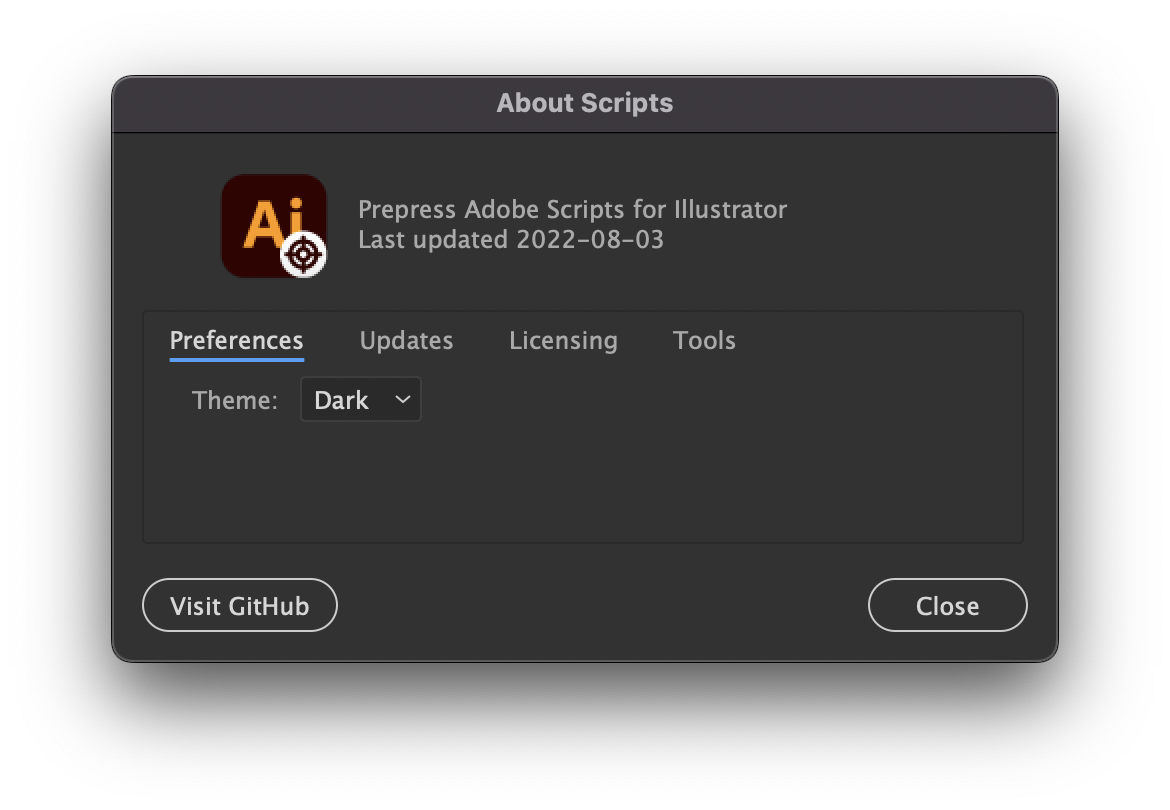 About Scripts
Ai
Prepress Adobe Scripts for Illustrator
Last updated 2022-08-03
Preferences Updates Licensing Tools
Theme: Dark
Visit GitHub Close